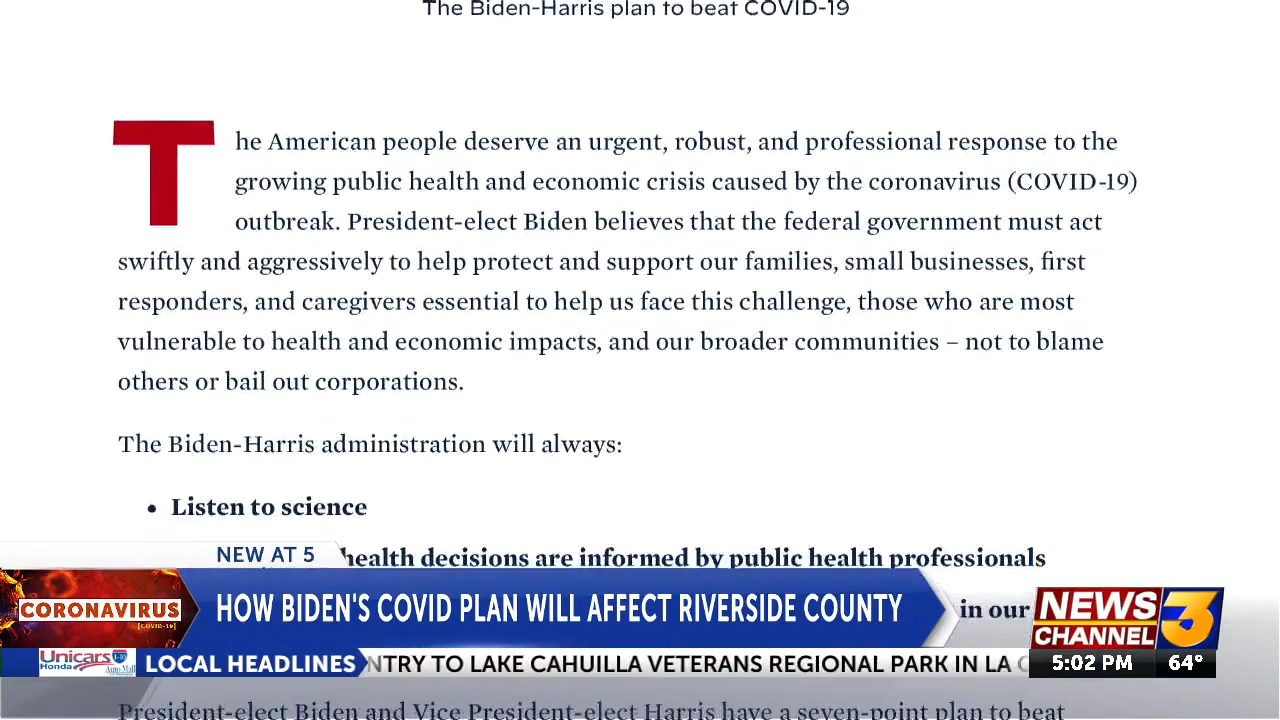 The Biden-Harris plan to beat COVID-19
The American people deserve an urgent, robust, and professional response to the
growing public health and economic crisis caused by the coronavirus (COVID-19)
outbreak. President-elect Biden believes that the federal government must act
swiftly and aggressively to help protect and support our families, small businesses, first
responders, and caregivers essential to help us face this challenge, those who are most
vulnerable to health and economic impacts, and our broader communities – not to blame
others or bail out corporations.
The Biden-Harris administration will always:
• Listen to science
health decisions are informed by public health professionals
in our
NEW AT 5
CORONAVIRUS
[COVID-19]
HOW BIDEN'S COVID PLAN WILL AFFECT RIVERSIDE COUNTY
NEWS
CHANNEL 3
Unicars
Honda
Auto Mall
LOCAL HEADLINES
NTRY TO LAKE CAHUILLA VETERANS REGIONAL PARK IN LA
5:02 PM 64°
President-elect Biden and Vice President-elect Harris have a seven-point plan to beat